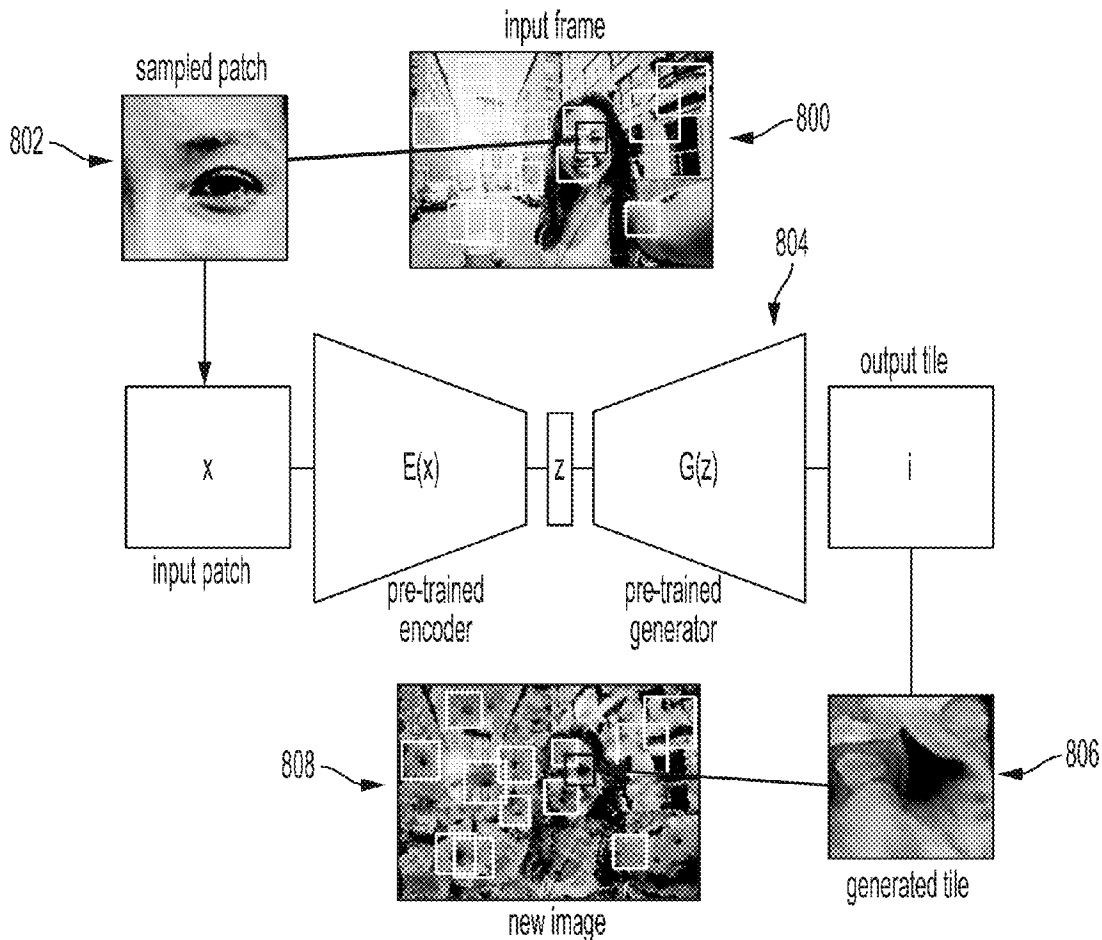 input frame
sampled patch
802
800
804
output tile
x
E(x)
z
G(z)
i
input patch
pre-trained
encoder
pre-trained
generator
808
806
generated tile
new image